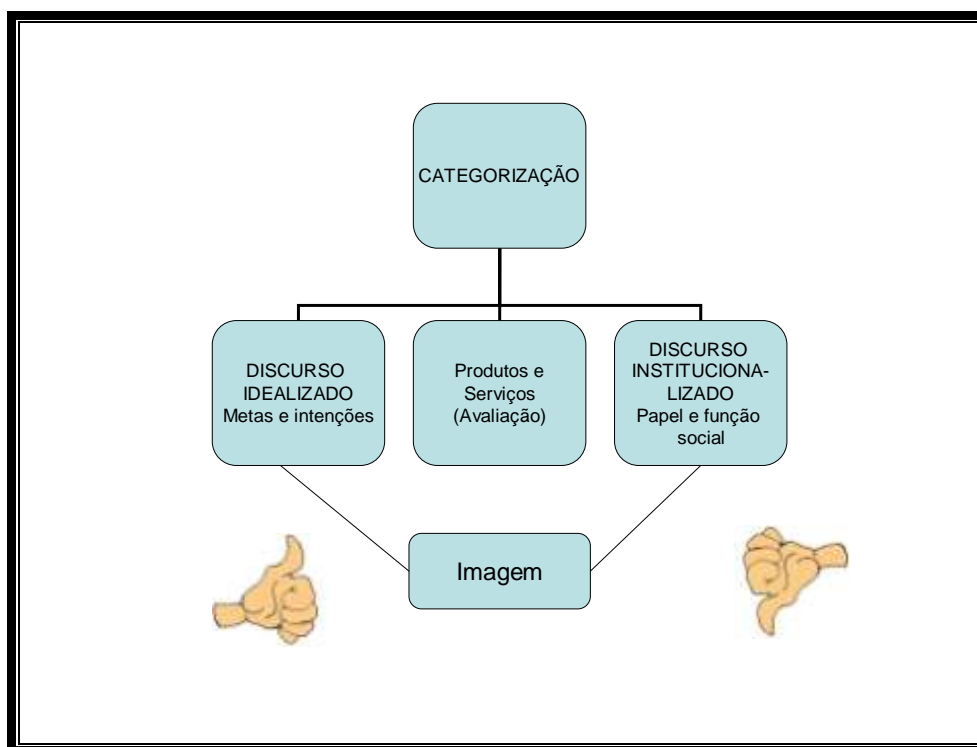 CATEGORIZAÇÃO
DISCURSO
IDEALIZADO
Metas e intenções
Produtos e
Serviços
(Avaliação)
DISCURSO
INSTITUCIONA-
LIZADO
Papel e função
social
Imagem